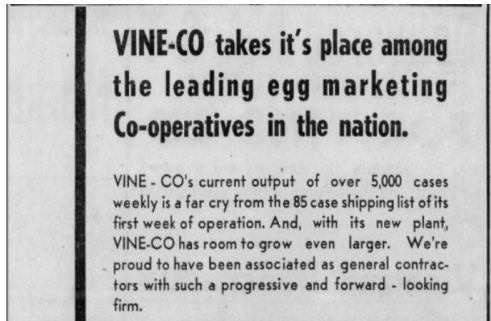 VINE-CO takes it's place among
the leading egg marketing
Co-operatives in the nation.
VINE - CO's current output of over 5,000 cases
weekly is a far cry from the 85 case shipping list of its
first week of operation. And, with its new plant,
VINE-CO has room to grow even larger. We're
proud to have been associated as general contrac-
tors with such a progressive and forward - looking
firm.